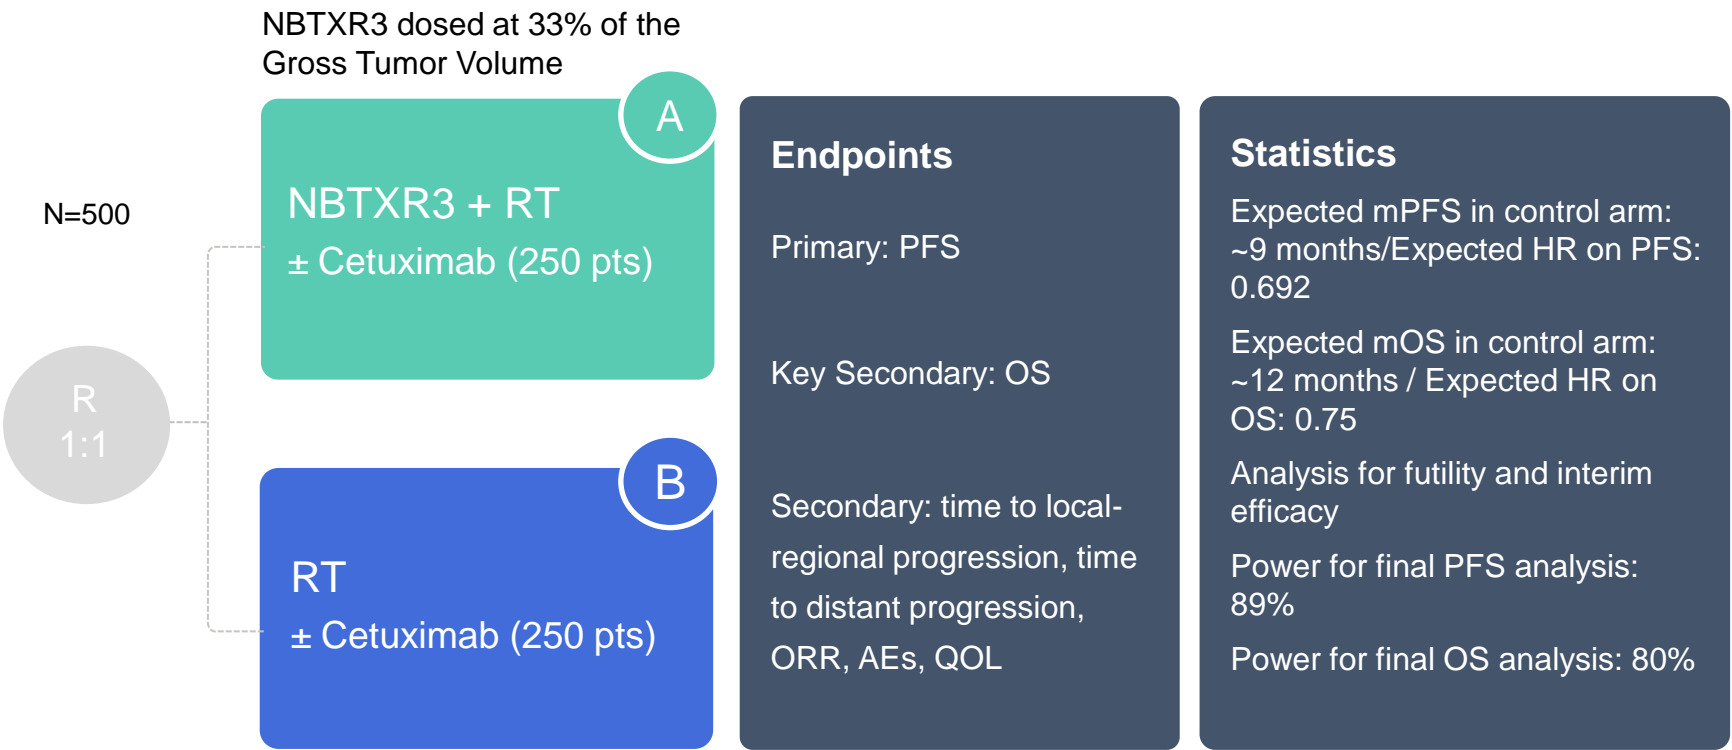 NBTXR3 dosed at 33% of the
Gross Tumor Volume
N=500
R
1:1
A
NBTXR3 + RT
± Cetuximab (250 pts)
B
RT
± Cetuximab (250 pts)
Endpoints
Primary: PFS
Key Secondary: OS
Secondary: time to local-
regional progression, time
to distant progression,
ORR, AEs, QOL
Statistics
Expected mPFS in control arm:
~9 months/Expected HR on PFS:
0.692
Expected mOS in control arm:
~12 months / Expected HR on
OS: 0.75
Analysis for futility and interim
efficacy
Power for final PFS analysis:
89%
Power for final OS analysis: 80%